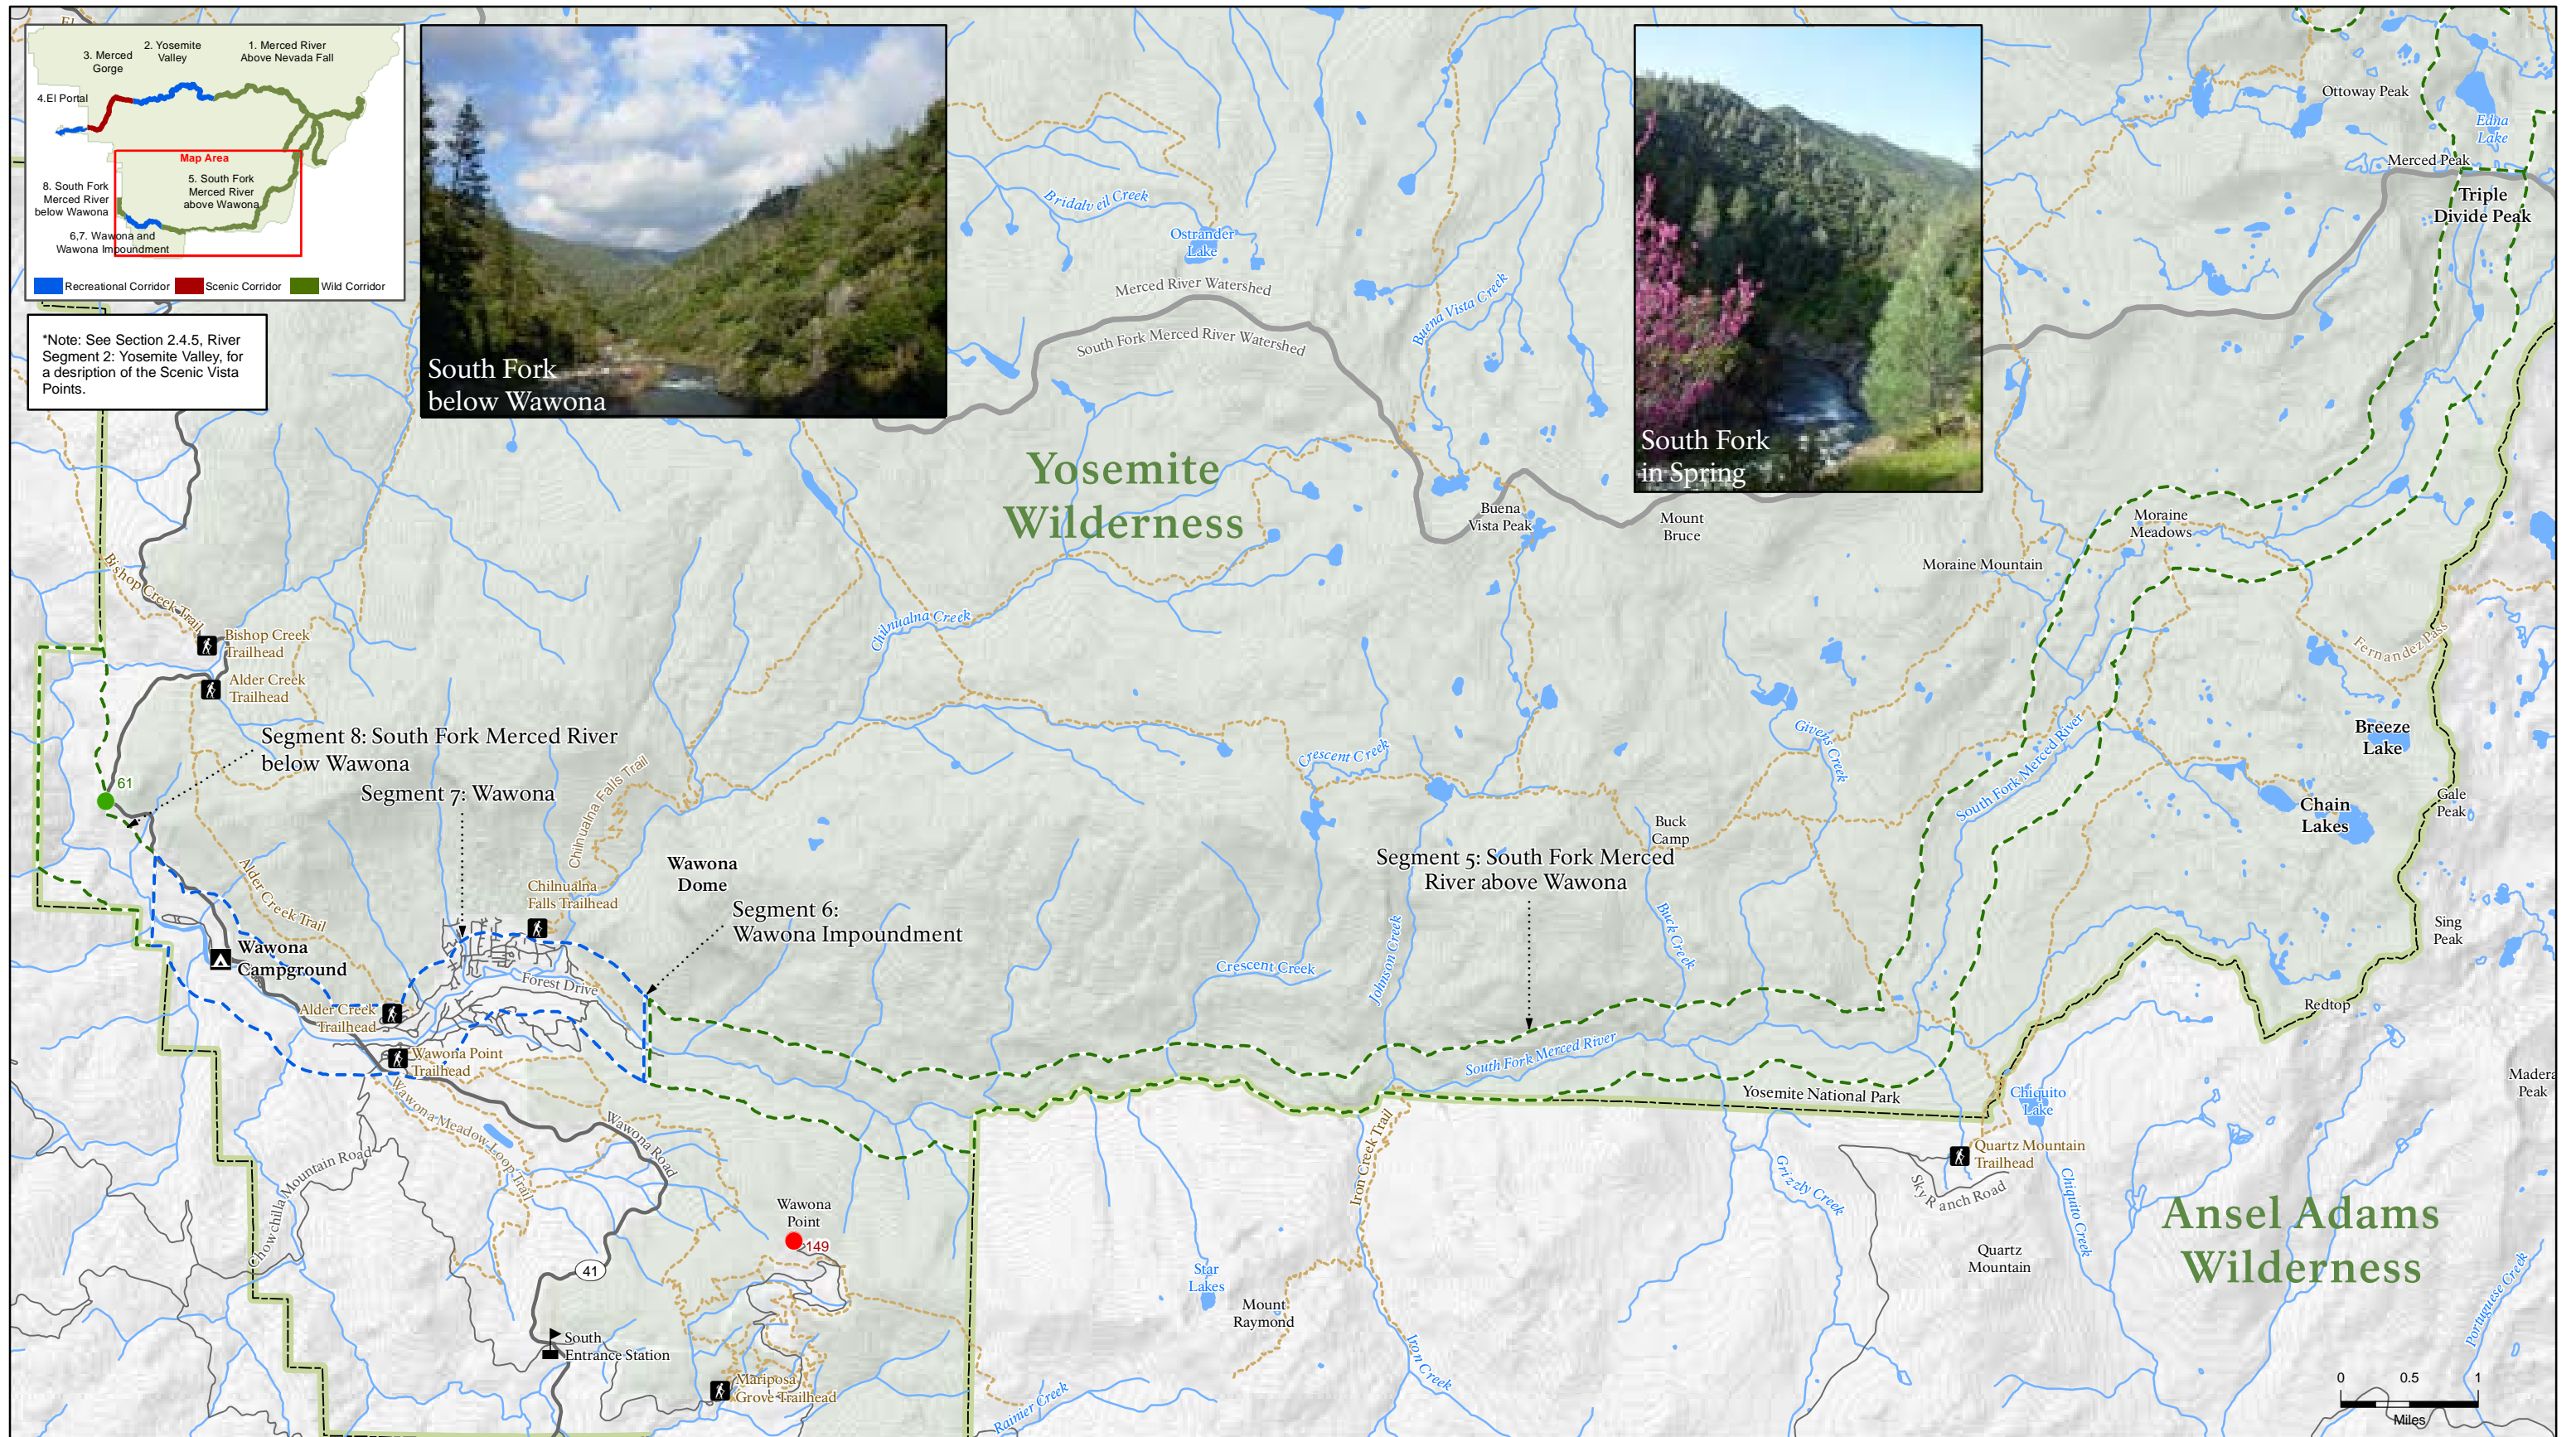 El
1. Merced River
Above Nevada Fall
2. Yosemite
Valley
3. Merced
Gorge
4.El Portal
Map Area
5. South Fork
Merced River
above Wawona
8. South Fork
Merced River
below Wawona
6,7. Wawona and
Wawona Impoundment
Recreational Corridor
Scenic Corridor
Wild Corridor
*Note: See Section 2.4.5, River
Segment 2: Yosemite Valley, for
a desription of the Scenic Vista
Points.
South Fork
below Wawona
South Fork
in Spring
Bridalveil Creek
Ostrander
Lake
Merced River Watershed
South Fork Merced River Watershed
Buena Vista Creek
Ottoway Peak
Edna
Lake
Merced Peak
Triple
Divide Peak
Yosemite
Wilderness
Buena
Vista Peak
Mount
Bruce
Moraine
Meadows
Moraine Mountain
Fernandez Pass
Bishop Creek Trail
Bishop Creek
Trailhead
Alder Creek
Trailhead
Chilnualna Creek
Segment 8: South Fork Merced River
below Wawona
61
Segment 7: Wawona
Chilnualna Falls Trail
Crescent Creek
Givens Creek
South Fork Merced River
Breeze
Lake
Chain
Lakes
Gale
Peak
Buck
Camp
Segment 5: South Fork Merced
River above Wawona
Wawona
Dome
Chilnualna
Falls Trailhead
Alder Creek Trail
Segment 6:
Wawona Impoundment
Wawona
Campground
Forest Drive
Alder Creek
Trailhead
Crescent Creek
Johnson Creek
Buck Creek
Sing
Peak
Redtop
South Fork Merced River
Wawona Point
Trailhead
Wawona Meadow Loop Trail
Wawona Road
Yosemite National Park
Chiquito
Lake
Madera
Peak
Chowchilla Mountain Road
Iron Creek Trail
Quartz Mountain
Trailhead
Sky Ranch Road
Grizzly Creek
Chiquito Creek
Wawona
Point
149
41
Ansel Adams
Wilderness
Quartz
Mountain
Star
Lakes
Mount
Raymond
Portuguese Creek
South
Entrance Station
Iron Creek
Mariposa
Grove Trailhead
Rainier Creek
0 0.5 1
Miles